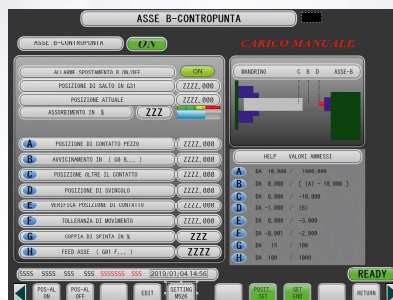 ASSE B-CONTROPUNTA
ASSE B-CONTROPUNTA
ON
CARICO MANUALE
ALLARME SPOSTAMENTO B ON/OFF
ON
POSIZIONE DI SALTO IN G31
ZZZZ,000
POSIZIONE ATTUALE
ZZZZ,000
ASSORBIMENTO IN %
ZZZ
MANDRINO
C B D
ASSE-B
A POSIZIONE DI CONTATTO PEZZO ZZZZ,000
B AVVICINAMENTO IN ( G0 B... ) ZZZZ,000
C POSIZIONE OLTRE IL CONTATTO ZZZZ,000
D POSIZIONE DI SVINCOLO ZZZZ,000
E VERIFICA POSIZIONE DI CONTATTO ZZZZ,000
F TOLLERANZA DI MOVIMENTO ZZZZ,000
G COPPIA DI SPINTA IN % ZZZ
H FEED ASSE ( G01 F... ) ZZZZ
HELP VALORI AMMESSI
A DA 10,000 / 1000,000
B DA 0,000 / [ (A) - 10,000 ]
C DA 0,000 / -10,000
D DA -1,000 / (B)
E DA 0,000 / -3,000
F DA -0,001 / -2,000
G DA 15 / 100
H DA 100 / 1000
SSSS SSSS SSS SSS SSSSSSS SSS 2019/01/04 14:56
READY
POS-AL ON
POS-AL OFF
EDIT
SETTING M526
POSIT. SET
SET END
RETURN